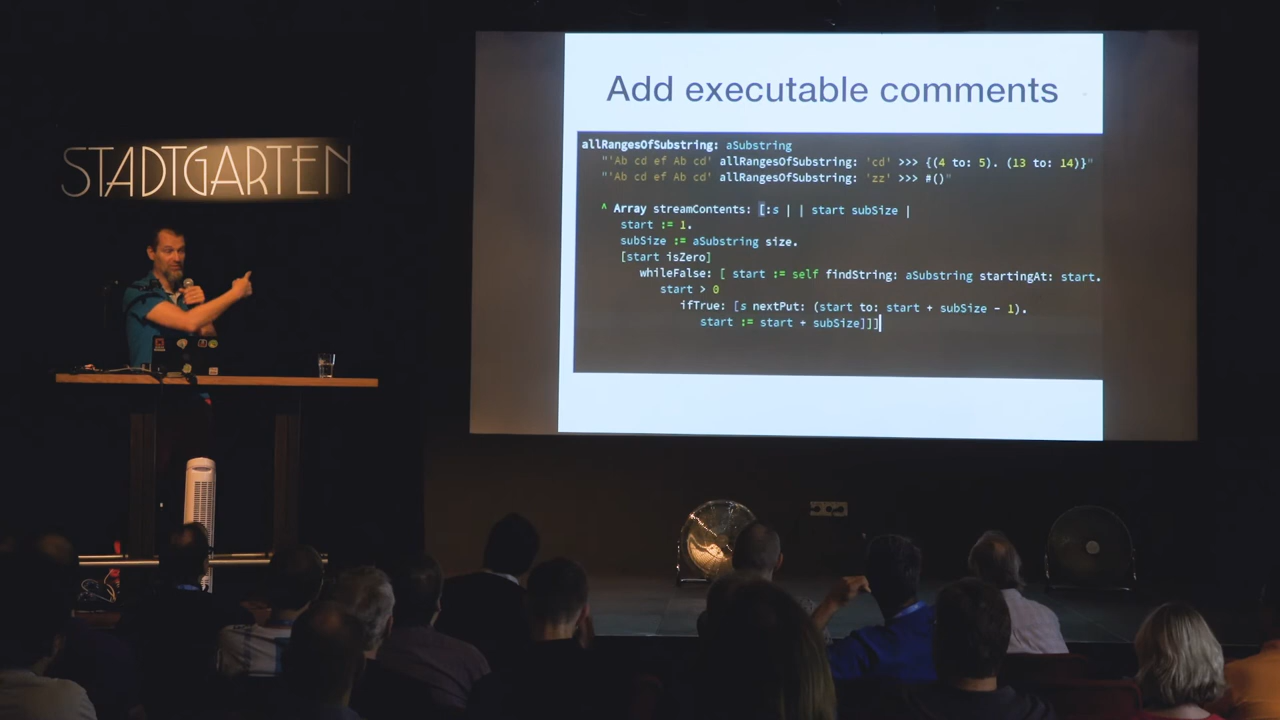 STADTGARTEN
Add executable comments
allRangesOfSubstring: aSubstring
"'Ab cd ef Ab cd' allRangesOfSubstring: 'cd' >>> {(4 to: 5). (13 to: 14)}"
"'Ab cd ef Ab cd' allRangesOfSubstring: 'zz' >>> #()"
^ Array streamContents: [:s | | start subSize |
start := 1.
subSize := aSubstring size.
[start isZero]
whileFalse: [ start := self findString: aSubstring startingAt: start.
start > 0
ifTrue: [s nextPut: (start to: start + subSize - 1).
start := start + subSize]]]